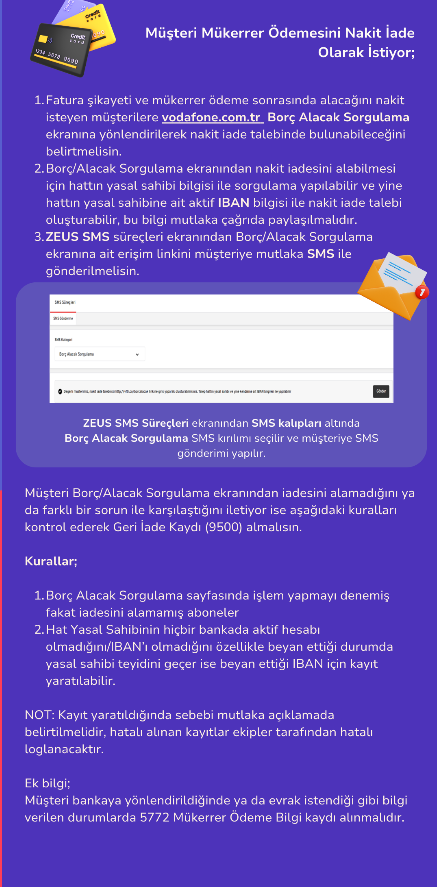 Müşteri Mükerrer Ödemesini Nakit İade
Olarak İstiyor;
1. Fatura şikayeti ve mükerrer ödeme sonrasında alacağını nakit
isteyen müşterilere vodafone.com.tr Borç Alacak Sorgulama
ekranına yönlendirilerek nakit iade talebinde bulunabileceğini
belirtmelisin.
2. Borç/Alacak Sorgulama ekranından nakit iadesini alabilmesi
için hattın yasal sahibi bilgisi ile sorgulama yapılabilir ve yine
hattın yasal sahibine ait aktif IBAN bilgisi ile nakit iade talebi
oluşturabilir, bu bilgi mutlaka çağrıda paylaşılmalıdır.
3. ZEUS SMS süreçleri ekranından Borç/Alacak Sorgulama
ekranına ait erişim linkini müşteriye mutlaka SMS ile
gönderilmelisin.
1
SMS Süreçleri
SMS Gönderme
SMS Kategori
Borç Alacak Sorgulama
Gönder
ZEUS SMS Süreçleri ekranından SMS kalıpları altında
Borç Alacak Sorgulama SMS kırılımı seçilir ve müşteriye SMS
gönderimi yapılır.
Müşteri Borç/Alacak Sorgulama ekranından iadesini alamadığını ya
da farklı bir sorun ile karşılaştığını iletiyor ise aşağıdaki kuralları
kontrol ederek Geri İade Kaydı (9500) almalısın.
Kurallar;
1. Borç Alacak Sorgulama sayfasında işlem yapmayı denemiş
fakat iadesini alamamış aboneler
2. Hat Yasal Sahibinin hiçbir bankada aktif hesabı
olmadığını/IBAN'ı olmadığını özellikle beyan ettiği durumda
yasal sahibi teyidini geçer ise beyan ettiği IBAN için kayıt
yaratılabilir.
NOT: Kayıt yaratıldığında sebebi mutlaka açıklamada
belirtilmelidir, hatalı alınan kayıtlar ekipler tarafından hatalı
loglanacaktır.
Ek bilgi;
Müşteri bankaya yönlendirildiğinde ya da evrak istendiği gibi bilgi
verilen durumlarda 5772 Mükerrer Ödeme Bilgi kaydı alınmalıdır.